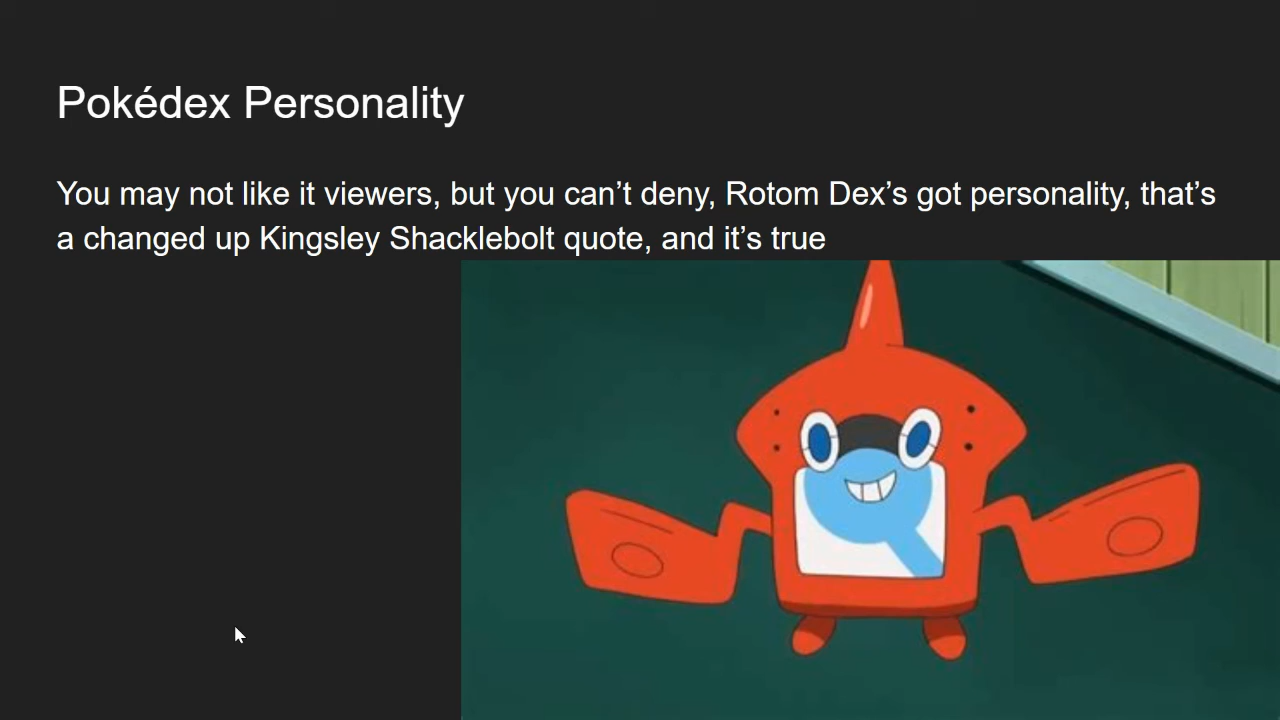 Pokédex Personality
You may not like it viewers, but you can’t deny, Rotom Dex’s got personality, that’s
a changed up Kingsley Shacklebolt quote, and it’s true